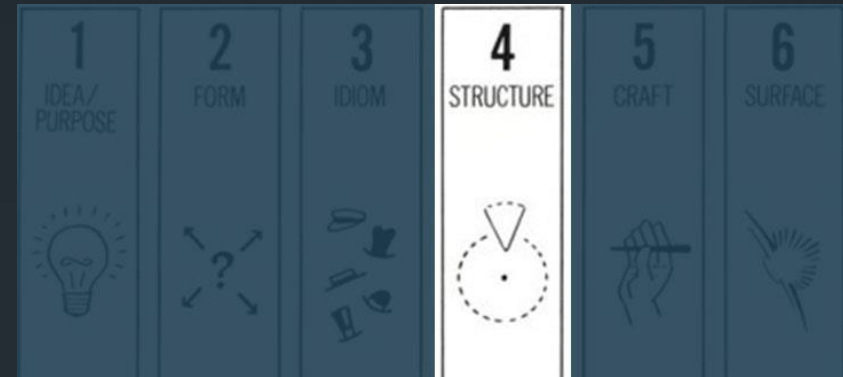 1
IDEA/
PURPOSE
2
FORM
3
IDIOM
4
STRUCTURE
5
CRAFT
6
SURFACE
?